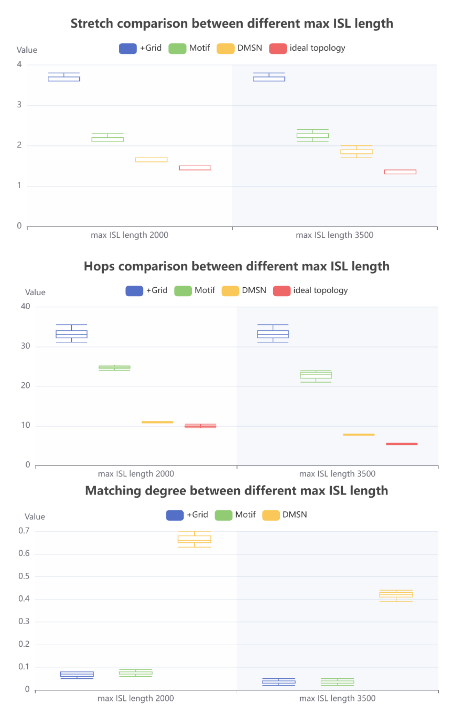 Stretch comparison between different max ISL length
Value
+Grid Motif DMSN ideal topology
4
3
2
1
0
max ISL length 2000 max ISL length 3500
Hops comparison between different max ISL length
Value
+Grid Motif DMSN ideal topology
40
30
20
10
0
max ISL length 2000 max ISL length 3500
Matching degree between different max ISL length
Value
+Grid Motif DMSN
0.7
0.6
0.5
0.4
0.3
0.2
0.1
0
max ISL length 2000 max ISL length 3500